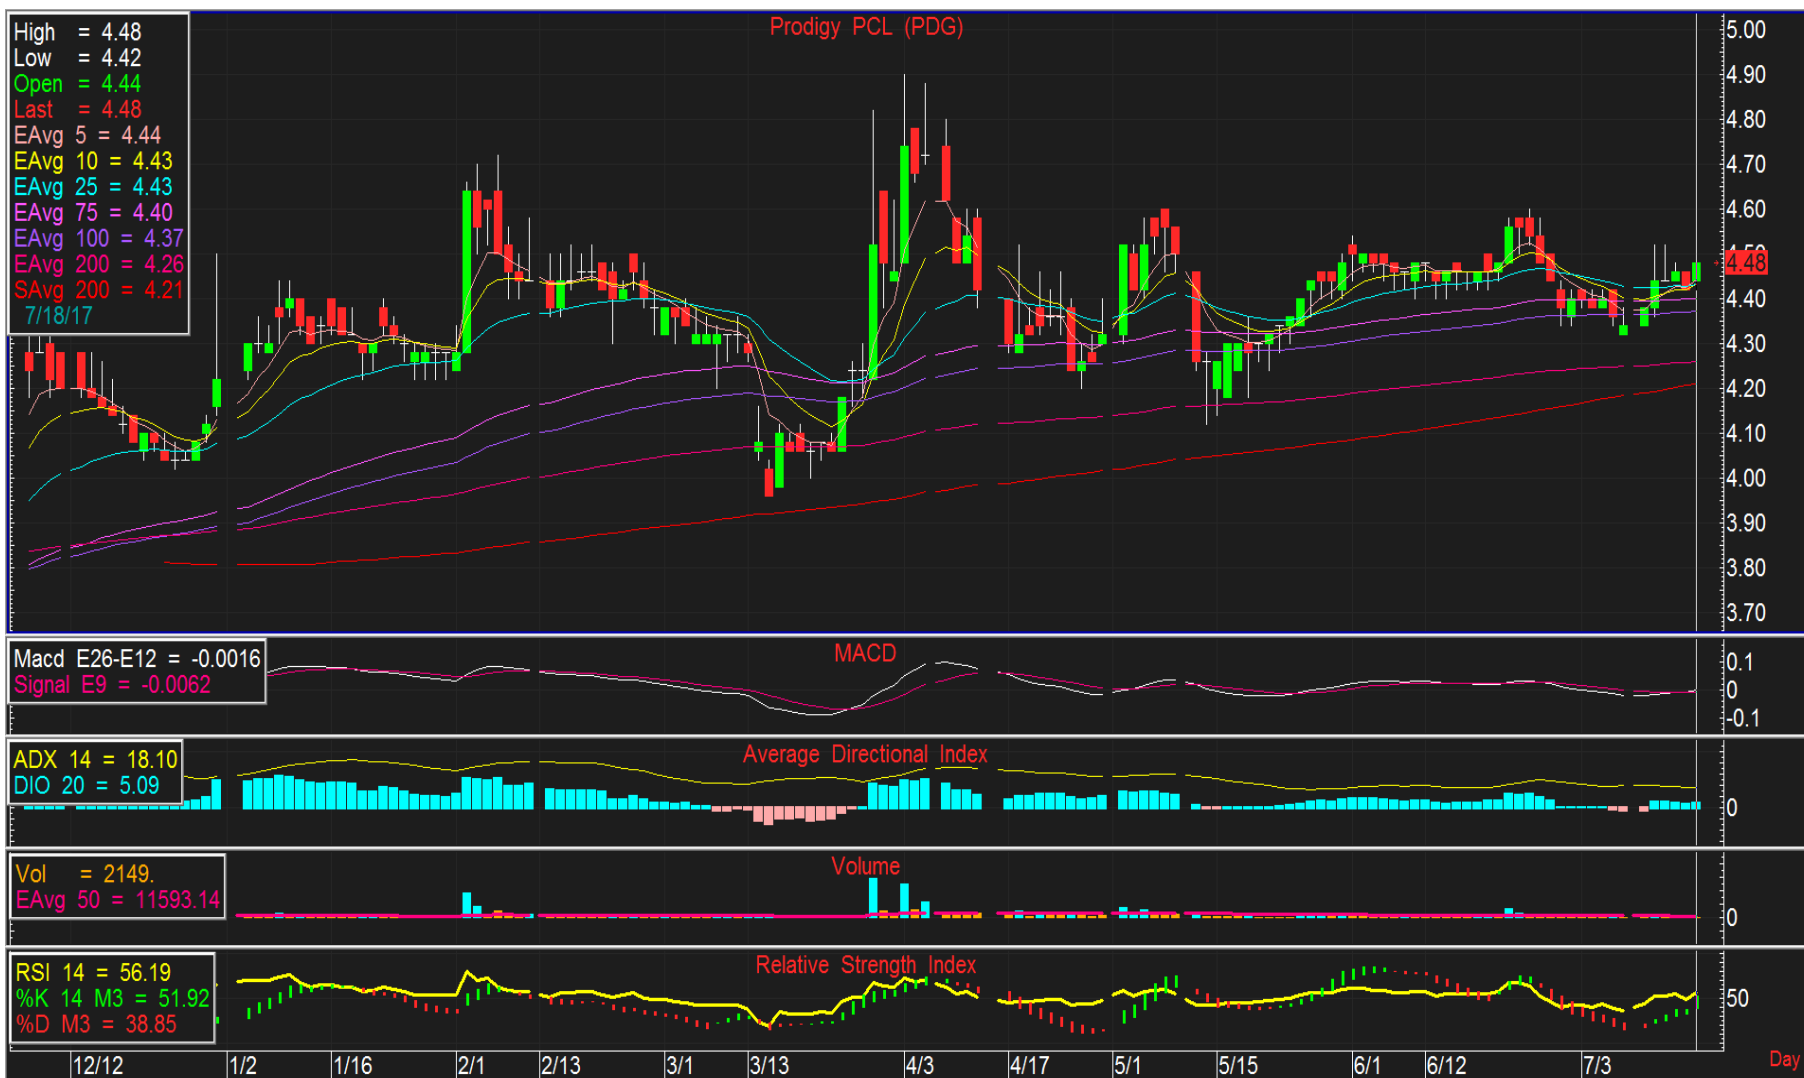 Prodigy PCL (PDG)
High = 4.48
Low = 4.42
Open = 4.44
Last = 4.48
EAvg 5 = 4.44
EAvg 10 = 4.43
EAvg 25 = 4.43
EAvg 75 = 4.40
EAvg 100 = 4.37
EAvg 200 = 4.26
SAvg 200 = 4.21
7/18/17
5.00
4.90
4.80
4.70
4.60
4.48
4.40
4.30
4.20
4.10
4.00
3.90
3.80
3.70
MACD
Macd E26-E12 = -0.0016
Signal E9 = -0.0062
0.1
0
-0.1
Average Directional Index
ADX 14 = 18.10
DIO 20 = 5.09
0
Volume
Vol = 2149.
EAvg 50 = 11593.14
0
Relative Strength Index
RSI 14 = 56.19
%K 14 M3 = 51.92
%D M3 = 38.85
50
12/12 1/2 1/16 2/1 2/13 3/1 3/13 4/3 4/17 5/1 5/15 6/1 6/12 7/3 Day